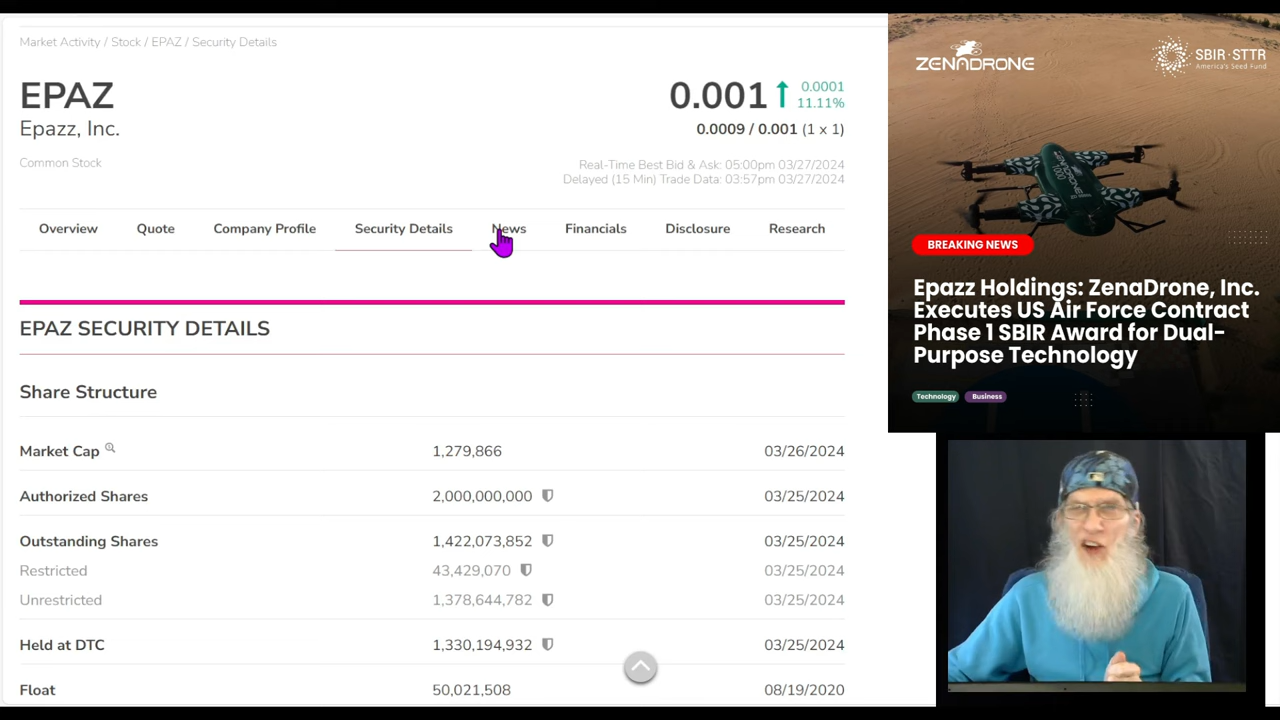 Market Activity / Stock / EPAZ / Security Details
EPAZ
Epazz, Inc.
Common Stock
0.001
0.0001
11.11%
0.0009 / 0.001 (1 x 1)
Real-Time Best Bid & Ask: 05:00pm 03/27/2024
Delayed (15 Min) Trade Data: 03:57pm 03/27/2024
Overview Quote Company Profile Security Details News Financials Disclosure Research
EPAZ SECURITY DETAILS
Share Structure
Market Cap 1,279,866 03/26/2024
Authorized Shares 2,000,000,000 03/25/2024
Outstanding Shares 1,422,073,852 03/25/2024
Restricted 43,429,070 03/25/2024
Unrestricted 1,378,644,782 03/25/2024
Held at DTC 1,330,194,932 03/25/2024
Float 50,021,508 08/19/2020
ZENADRONE
SBIR·STTR
America's Seed Fund
ZENADRONE
1000
BREAKING NEWS
Epazz Holdings: ZenaDrone, Inc.
Executes US Air Force Contract
Phase 1 SBIR Award for Dual-
Purpose Technology
Technology Business